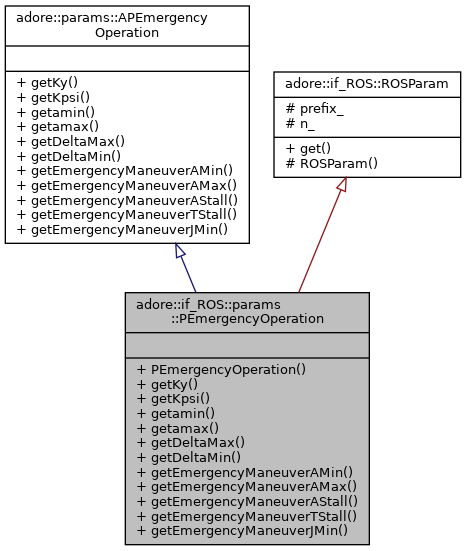 adore::params::APEmergency
Operation
+ getKy()
+ getKpsi()
+ getamin()
+ getamax()
+ getDeltaMax()
+ getDeltaMin()
+ getEmergencyManeuverAMin()
+ getEmergencyManeuverAMax()
+ getEmergencyManeuverAStall()
+ getEmergencyManeuverTStall()
+ getEmergencyManeuverJMin()
adore::if_ROS::ROSParam
# prefix_
# n_
+ get()
# ROSParam()
adore::if_ROS::params
::PEmergencyOperation
+ PEmergencyOperation()
+ getKy()
+ getKpsi()
+ getamin()
+ getamax()
+ getDeltaMax()
+ getDeltaMin()
+ getEmergencyManeuverAMin()
+ getEmergencyManeuverAMax()
+ getEmergencyManeuverAStall()
+ getEmergencyManeuverTStall()
+ getEmergencyManeuverJMin()